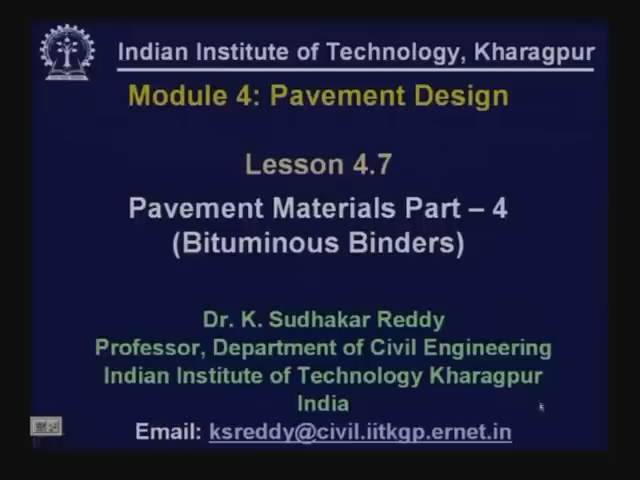 Indian Institute of Technology, Kharagpur
Module 4: Pavement Design
Lesson 4.7
Pavement Materials Part – 4
(Bituminous Binders)
Dr. K. Sudhakar Reddy
Professor, Department of Civil Engineering
Indian Institute of Technology Kharagpur
India
Email: ksreddy@civil.iitkgp.ernet.in